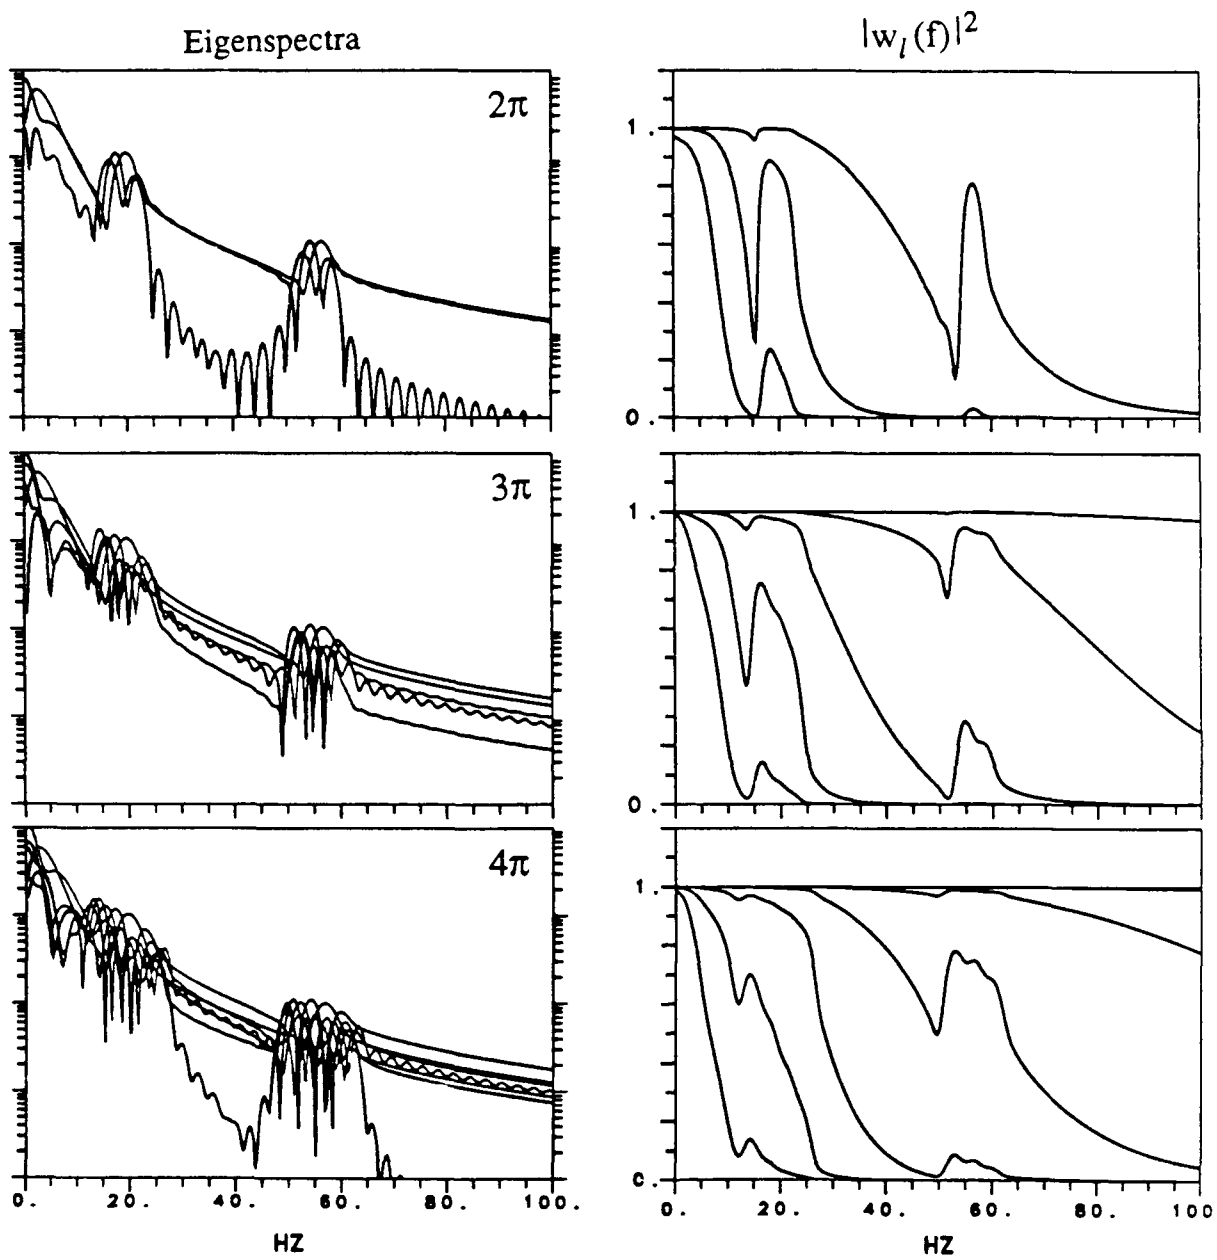 Eigenspectra
|w_l(f)|²
2π
1.
0.
3π
1.
0.
4π
1.
0.
0. 20. 40. 60. 80. 100.
HZ
0. 20. 40. 60. 80. 100
HZ